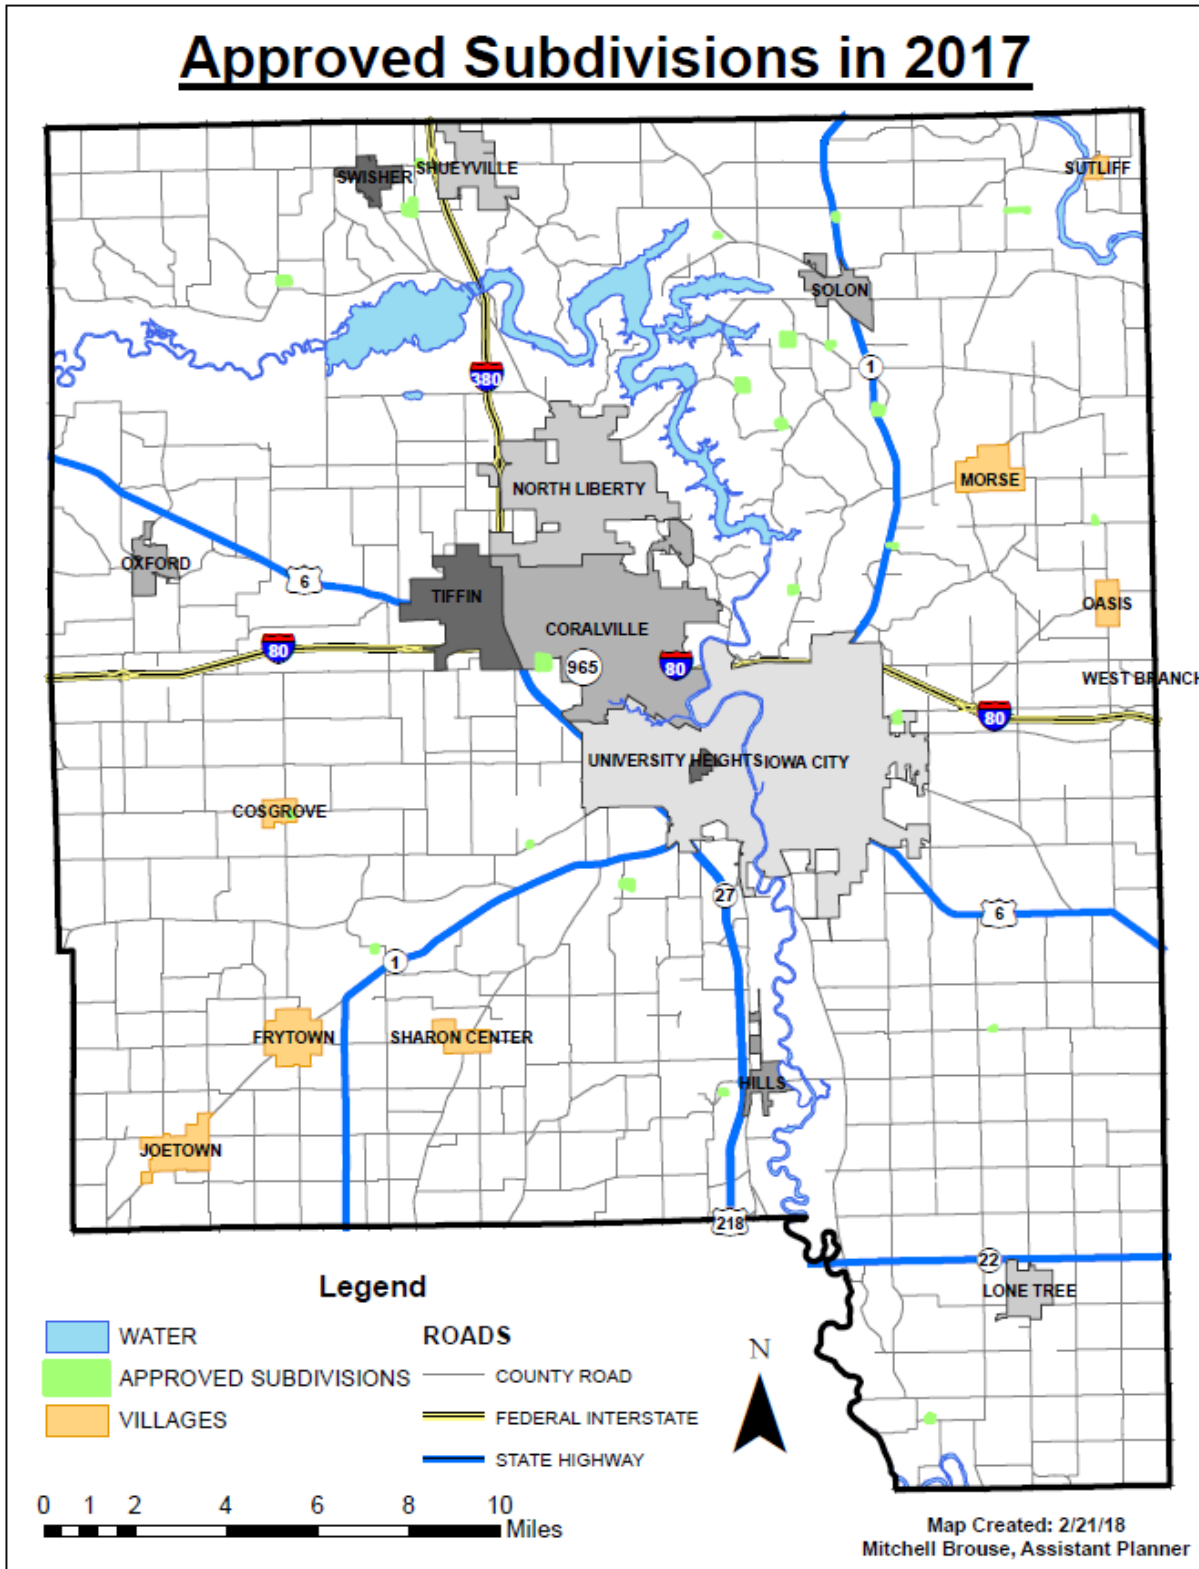 Approved Subdivisions in 2017
SHUEYVILLE
SWISHER
SUTLIFF
SOLON
380
1
NORTH LIBERTY
MORSE
OXFORD
6
TIFFIN
OASIS
CORALVILLE
80
965
80
WEST BRANCH
80
UNIVERSITY HEIGHTS
IOWA CITY
COSGROVE
27
6
1
FRYTOWN
SHARON CENTER
HILLS
JOETOWN
218
22
LONE TREE
Legend
WATER
APPROVED SUBDIVISIONS
VILLAGES
ROADS
COUNTY ROAD
FEDERAL INTERSTATE
STATE HIGHWAY
N
0 1 2 4 6 8 10
Miles
Map Created: 2/21/18
Mitchell Brouse, Assistant Planner